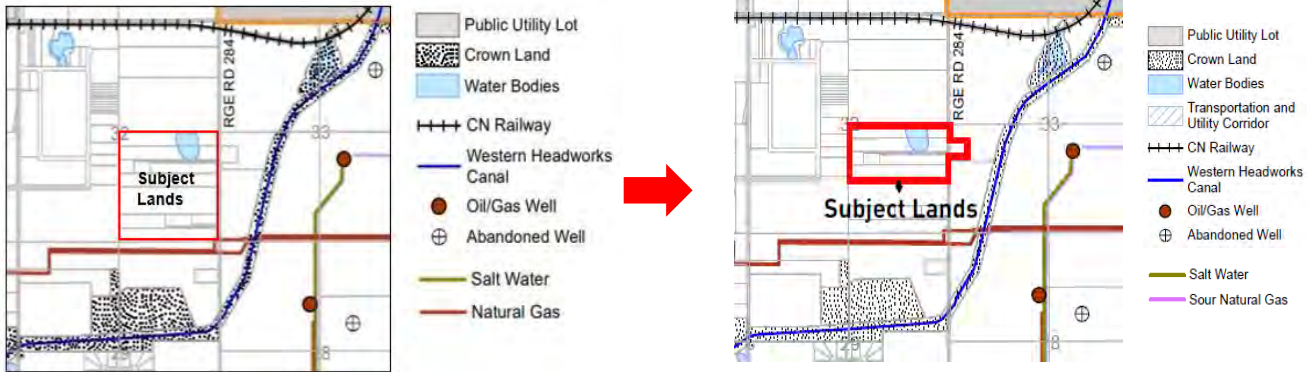 RGE RD 284
32
33
Subject
Lands
Public Utility Lot
Crown Land
Water Bodies
CN Railway
Western Headworks
Canal
Oil/Gas Well
Abandoned Well
Salt Water
Natural Gas
RGE RD 284
33
Subject Lands
Public Utility Lot
Crown Land
Water Bodies
Transportation and
Utility Corridor
CN Railway
Western Headworks
Canal
Oil/Gas Well
Abandoned Well
Salt Water
Sour Natural Gas